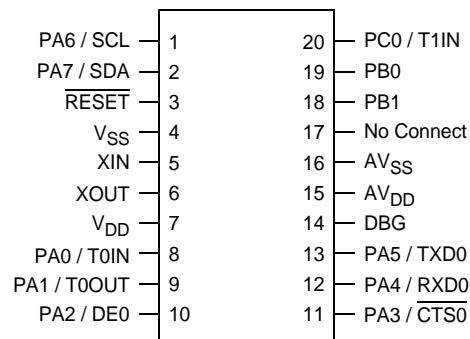 PA6 / SCL 1 20 PC0 / T1IN
PA7 / SDA 2 19 PB0
RESET 3 18 PB1
VSS 4 17 No Connect
XIN 5 16 AVSS
XOUT 6 15 AVDD
VDD 7 14 DBG
PA0 / T0IN 8 13 PA5 / TXD0
PA1 / T0OUT 9 12 PA4 / RXD0
PA2 / DE0 10 11 PA3 / CTS0